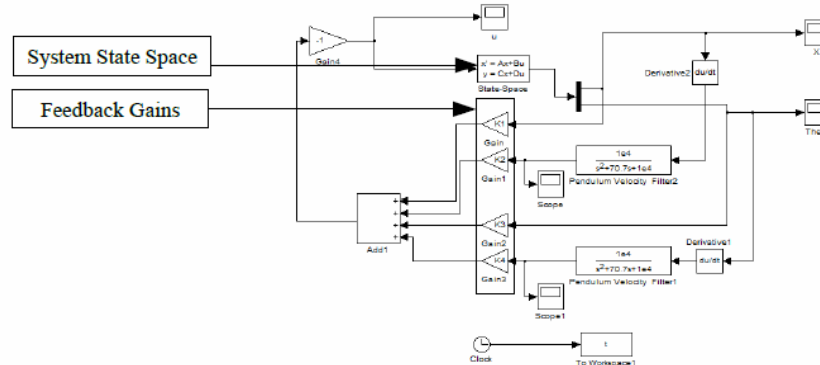 System State Space
Feedback Gains
-1
Gain4
u
x' = Ax+Bu
y = Cx+Du
State-Space
Derivative2
du/dt
X
The
K1
Gain
K2
Gain1
1e4
s²+70.7s+1e4
Pendulum Velocity Filter2
Scope
+
+
+
+
Add1
K3
Gain2
K4
Gain3
1e4
s²+70.7s+1e4
Pendulum Velocity Filter1
Derivative1
du/dt
Scope1
Clock
t
To Workspace1